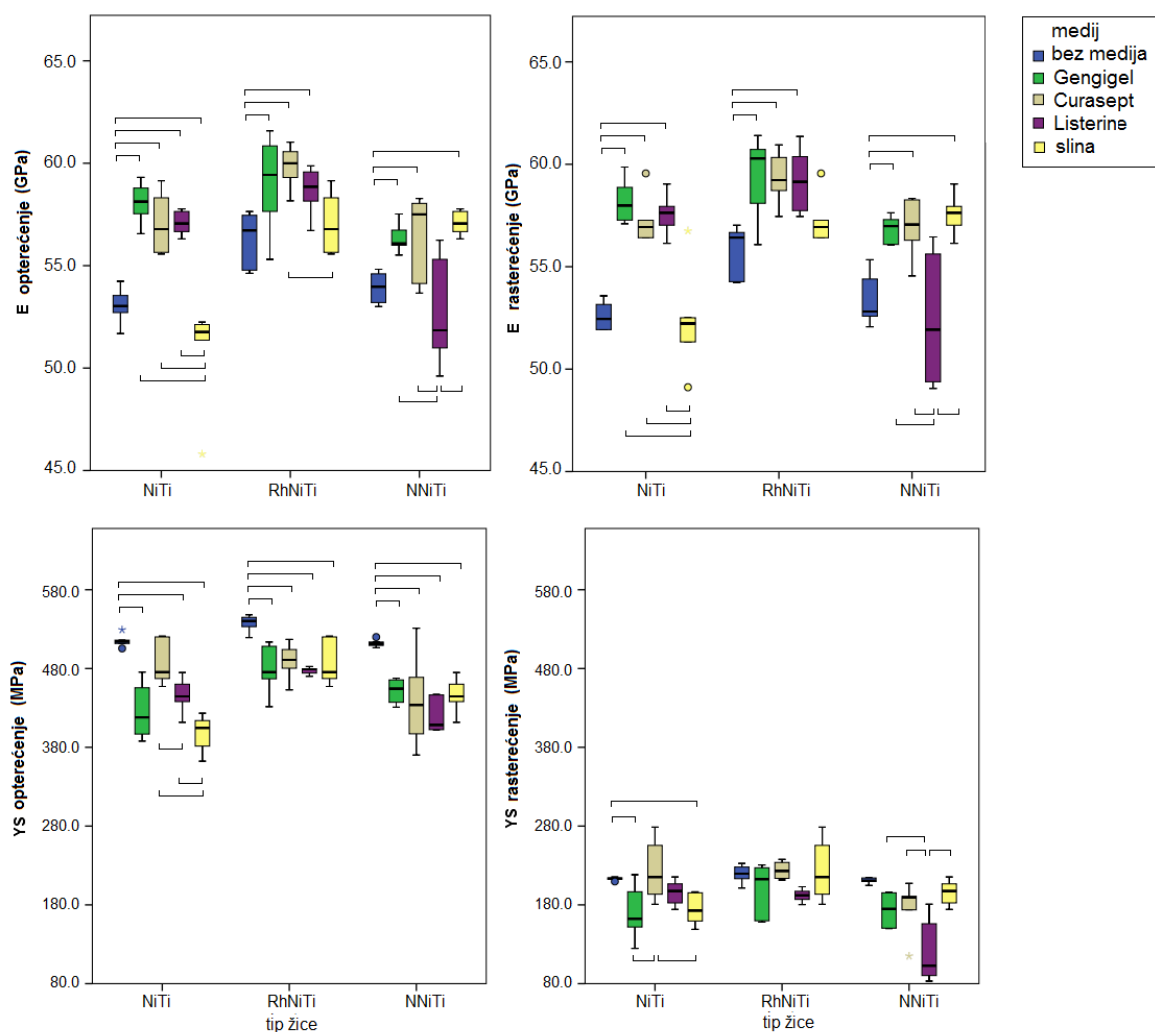 65.0
60.0
55.0
50.0
45.0
E opterećenje (GPa)
NiTi
RhNiTi
NNiTi
65.0
60.0
55.0
50.0
45.0
E rasterećenje (GPa)
NiTi
RhNiTi
NNiTi
medij
bez medija
Gengigel
Curasept
Listerine
slina
580.0
480.0
380.0
280.0
180.0
80.0
YS opterećenje (MPa)
NiTi
RhNiTi
NNiTi
tip žice
580.0
480.0
380.0
280.0
180.0
80.0
YS rasterećenje (MPa)
NiTi
RhNiTi
NNiTi
tip žice